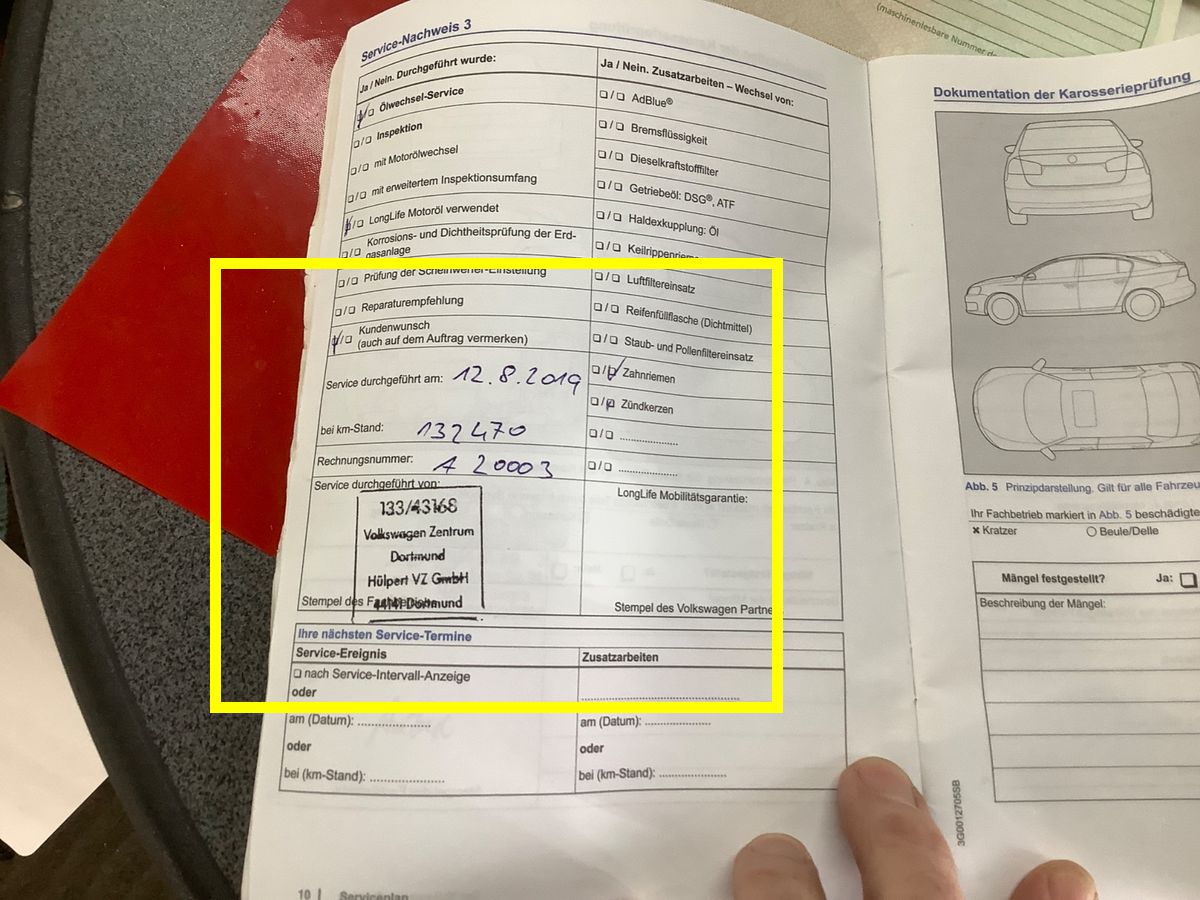 (maschinenlesbare Nummer de
Service-Nachweis 3
Ja / Nein. Durchgeführt wurde:
❑/❑ Ölwechsel-Service
❑/❑ Inspektion
❑/❑ mit Motorölwechsel
❑/❑ mit erweitertem Inspektionsumfang
❑/❑ LongLife Motoröl verwendet
❑/❑ Korrosions- und Dichtheitsprüfung der Erd-
gasanlage
❑/❑ Prüfung der Scheinwerfer-Einstellung
❑/❑ Reparaturempfehlung
❑/❑ Kundenwunsch
(auch auf dem Auftrag vermerken)
Service durchgeführt am: 12.8.2019
bei km-Stand: 132470
Rechnungsnummer: A 20003
Service durchgeführt von:
133/43168
Volkswagen Zentrum
Dortmund
Hülpert VZ GmbH
Dortmund
Stempel des
Ja / Nein. Zusatzarbeiten – Wechsel von:
❑/❑ AdBlue®
❑/❑ Bremsflüssigkeit
❑/❑ Dieselkraftstofffilter
❑/❑ Getriebeöl: DSG®, ATF
❑/❑ Haldexkupplung: Öl
❑/❑ Keilrippenriem
❑/❑ Luftfiltereinsatz
❑/❑ Reifenfüllflasche (Dichtmittel)
❑/❑ Staub- und Pollenfiltereinsatz
❑/❑ Zahnriemen
❑/❑ Zündkerzen
❑/❑ ..................
❑/❑ ..................
LongLife Mobilitätsgarantie:
Stempel des Volkswagen Partne
Ihre nächsten Service-Termine
Service-Ereignis
❑ nach Service-Intervall-Anzeige
oder
am (Datum): ..................
oder
bei (km-Stand): ..................
Zusatzarbeiten
..................
am (Datum): ..................
oder
bei (km-Stand): ..................
10 | Serviceplan
Dokumentation der Karosserieprüfung
Abb. 5 Prinzipdarstellung. Gilt für alle Fahrzeu
Ihr Fachbetrieb markiert in Abb. 5 beschädigte
✖ Kratzer ○ Beule/Delle
Mängel festgestellt? Ja: ❑
Beschreibung der Mängel:
3G0012705SB